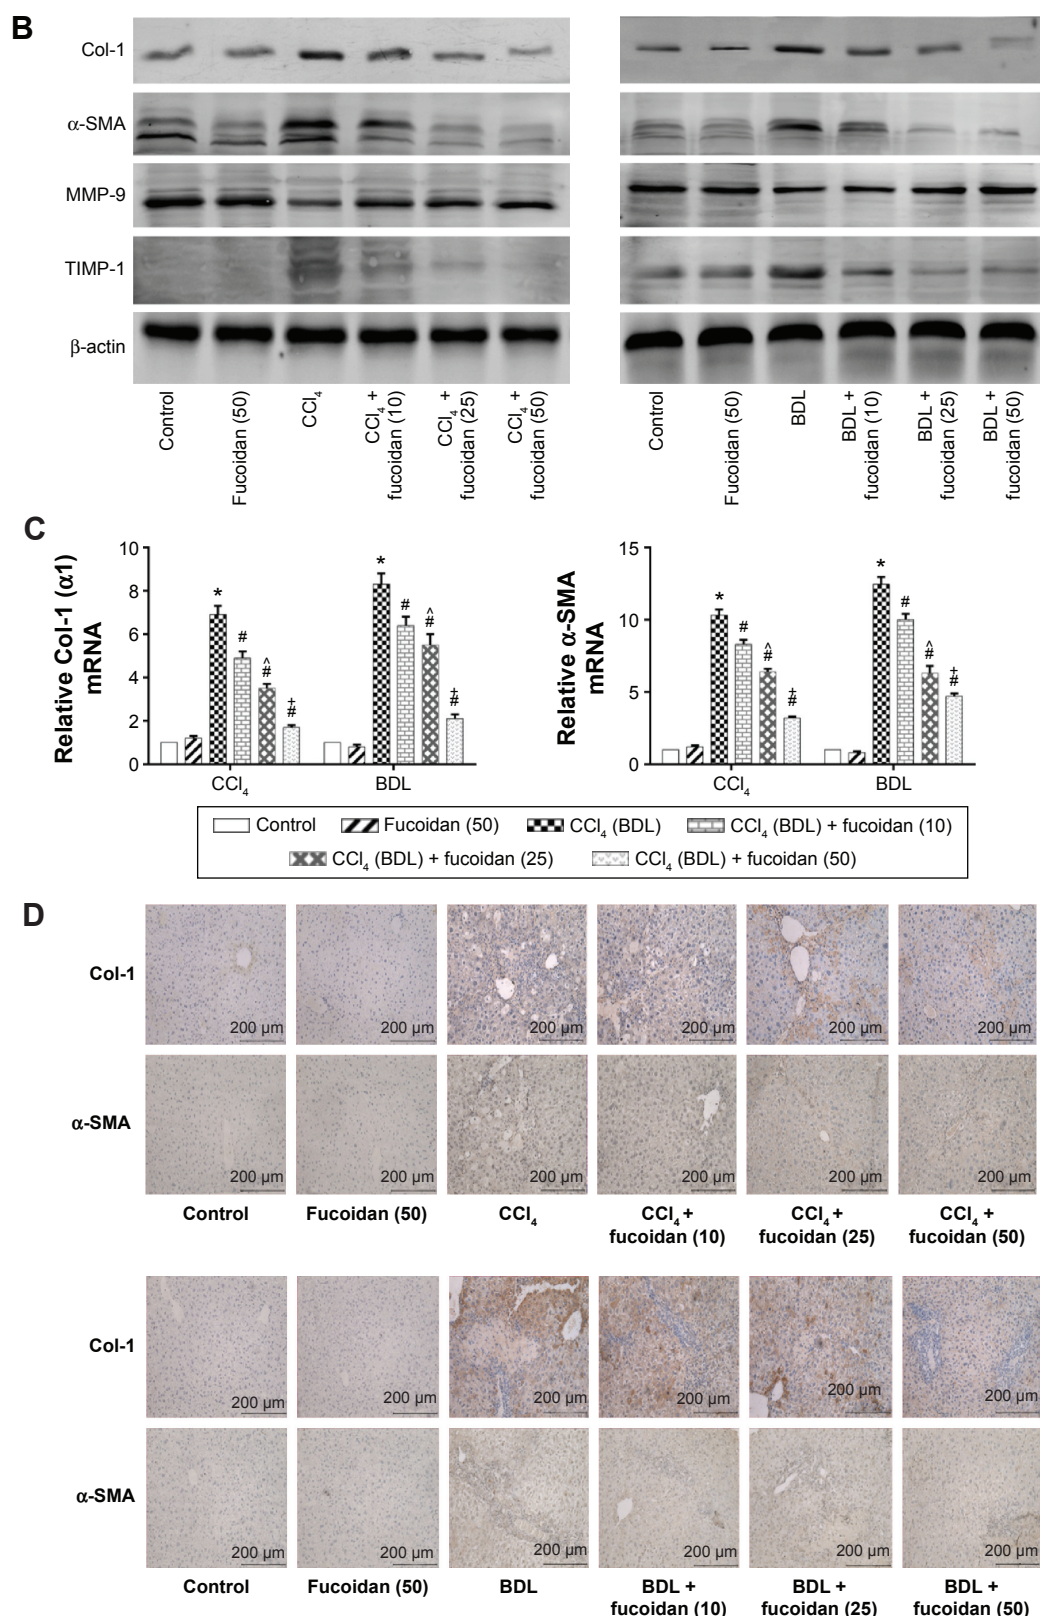 B
Col-1
α-SMA
MMP-9
TIMP-1
β-actin
Control
Fucoidan (50)
CCl₄
CCl₄ +
fucoidan (10)
CCl₄ +
fucoidan (25)
CCl₄ +
fucoidan (50)
Control
Fucoidan (50)
BDL
BDL +
fucoidan (10)
BDL +
fucoidan (25)
BDL +
fucoidan (50)
C
Relative Col-1 (α1)
mRNA
10
8
6
4
2
0
*
#
^
#
‡
#
*
#
^
#
‡
#
CCl₄
BDL
Relative α-SMA
mRNA
15
10
5
0
*
#
^
#
‡
#
*
#
^
#
‡
#
CCl₄
BDL
Control
Fucoidan (50)
CCl₄ (BDL)
CCl₄ (BDL) + fucoidan (10)
CCl₄ (BDL) + fucoidan (25)
CCl₄ (BDL) + fucoidan (50)
D
Col-1
200 µm
200 µm
200 µm
200 µm
200 µm
200 µm
α-SMA
200 µm
200 µm
200 µm
200 µm
200 µm
200 µm
Control
Fucoidan (50)
CCl₄
CCl₄ +
fucoidan (10)
CCl₄ +
fucoidan (25)
CCl₄ +
fucoidan (50)
Col-1
200 µm
200 µm
200 µm
200 µm
200 µm
200 µm
α-SMA
200 µm
200 µm
200 µm
200 µm
200 µm
200 µm
Control
Fucoidan (50)
BDL
BDL +
fucoidan (10)
BDL +
fucoidan (25)
BDL +
fucoidan (50)